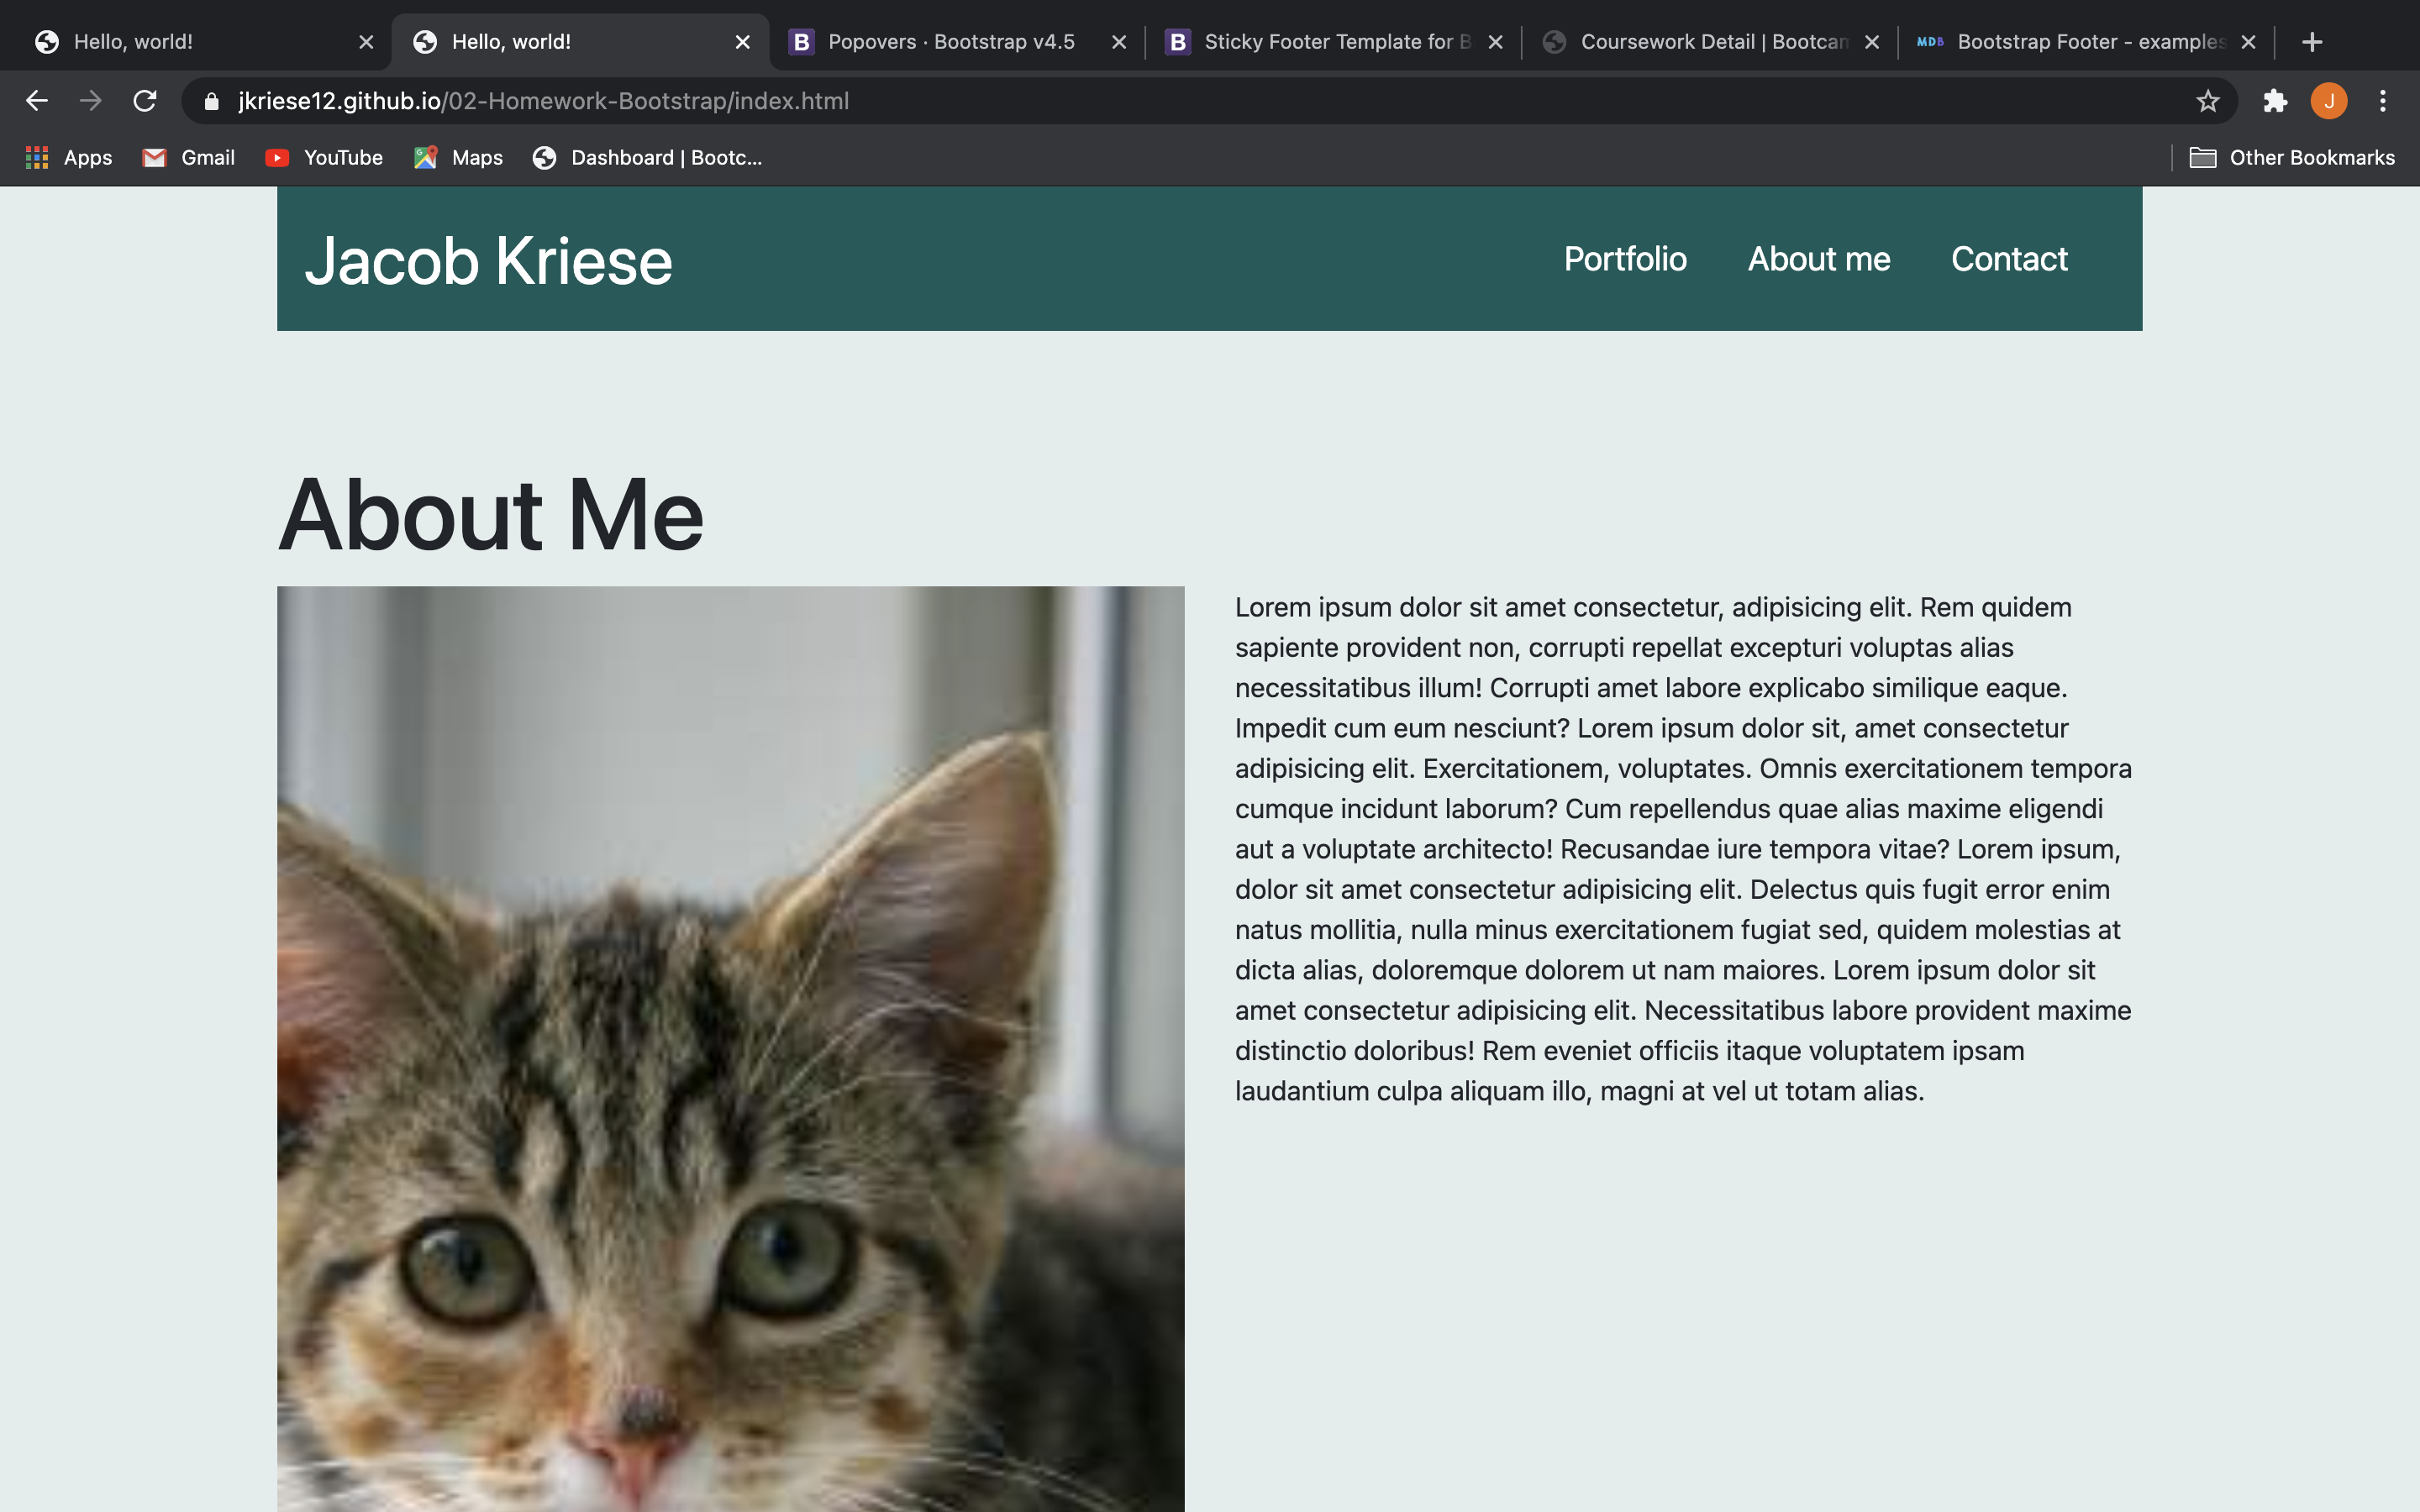 Hello, world!
Hello, world!
B Popovers · Bootstrap v4.5
B Sticky Footer Template for B
Coursework Detail | Bootcam
MDB Bootstrap Footer - examples
jkriese12.github.io/02-Homework-Bootstrap/index.html
J
Apps
Gmail
YouTube
Maps
Dashboard | Bootc...
Other Bookmarks
Jacob Kriese
Portfolio
About me
Contact
About Me
Lorem ipsum dolor sit amet consectetur, adipisicing elit. Rem quidem
sapiente provident non, corrupti repellat excepturi voluptas alias
necessitatibus illum! Corrupti amet labore explicabo similique eaque.
Impedit cum eum nesciunt? Lorem ipsum dolor sit, amet consectetur
adipisicing elit. Exercitationem, voluptates. Omnis exercitationem tempora
cumque incidunt laborum? Cum repellendus quae alias maxime eligendi
aut a voluptate architecto! Recusandae iure tempora vitae? Lorem ipsum,
dolor sit amet consectetur adipisicing elit. Delectus quis fugit error enim
natus mollitia, nulla minus exercitationem fugiat sed, quidem molestias at
dicta alias, doloremque dolorem ut nam maiores. Lorem ipsum dolor sit
amet consectetur adipisicing elit. Necessitatibus labore provident maxime
distinctio doloribus! Rem eveniet officiis itaque voluptatem ipsam
laudantium culpa aliquam illo, magni at vel ut totam alias.